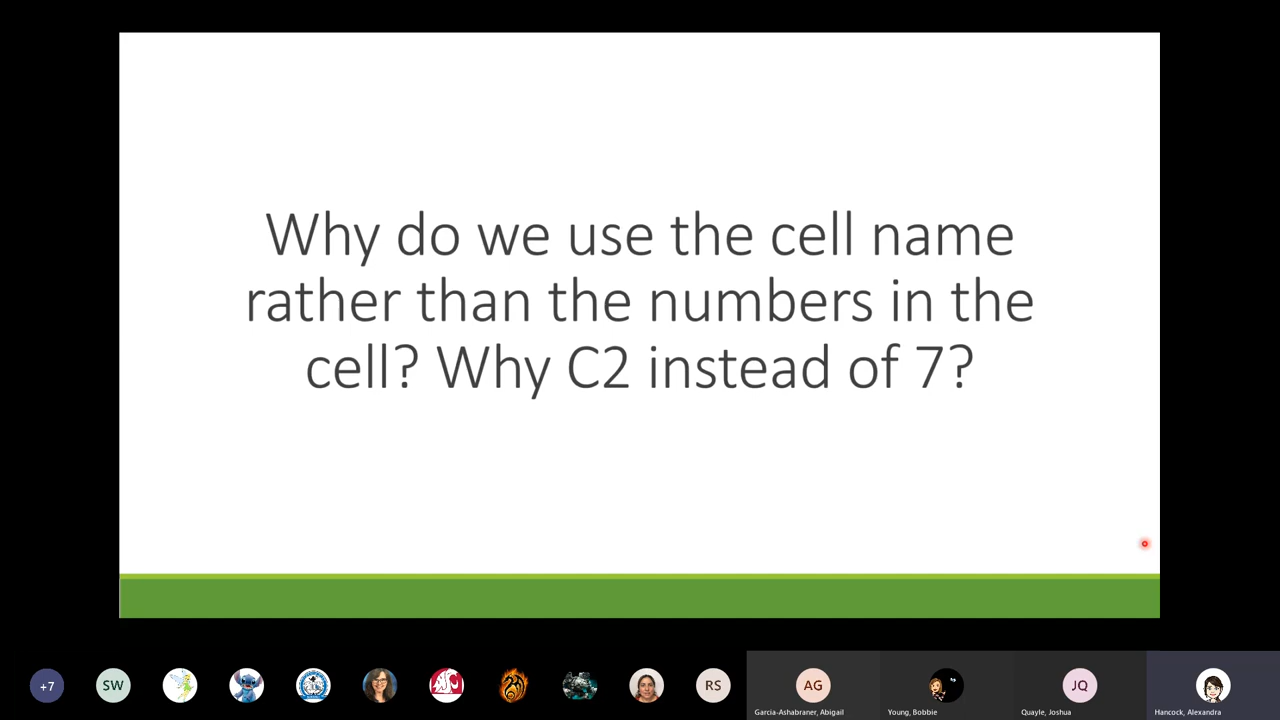 Why do we use the cell name
rather than the numbers in the
cell? Why C2 instead of 7?
+7
SW
RS
AG
JQ
Garcia-Ashabraner, Abigail
Young, Bobbie
Quayle, Joshua
Hancock, Alexandra